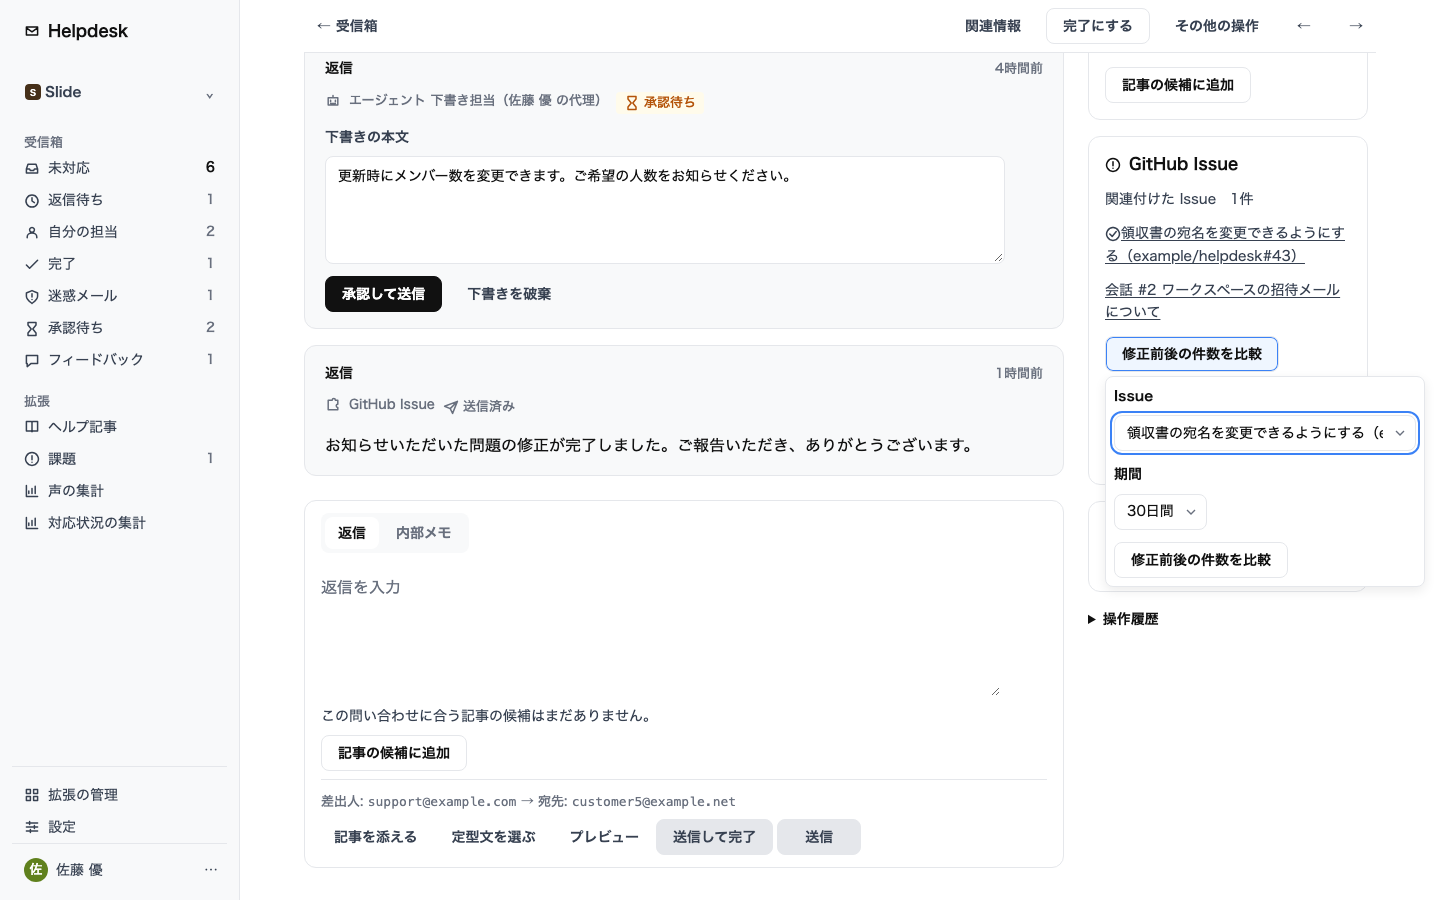 Helpdesk
S Slide
受信箱
未対応 6
返信待ち 1
自分の担当 2
完了 1
迷惑メール 1
承認待ち 2
フィードバック 1
拡張
ヘルプ記事
課題 1
声の集計
対応状況の集計
拡張の管理
設定
佐 佐藤 優 …
← 受信箱
関連情報 完了にする その他の操作 ← →
返信 4時間前
エージェント 下書き担当（佐藤 優 の代理） 承認待ち
下書きの本文
更新時にメンバー数を変更できます。ご希望の人数をお知らせください。
承認して送信 下書きを破棄
返信 1時間前
GitHub Issue 送信済み
お知らせいただいた問題の修正が完了しました。ご報告いただき、ありがとうございます。
返信 内部メモ
返信を入力
この問い合わせに合う記事の候補はまだありません。
記事の候補に追加
差出人: support@example.com → 宛先: customer5@example.net
記事を添える 定型文を選ぶ プレビュー 送信して完了 送信
記事の候補に追加
GitHub Issue
関連付けた Issue 1件
領収書の宛名を変更できるようにす
る（example/helpdesk#43）
会話 #2 ワークスペースの招待メール
について
修正前後の件数を比較
Issue
領収書の宛名を変更できるようにする（e
期間
30日間
修正前後の件数を比較
▶ 操作履歴